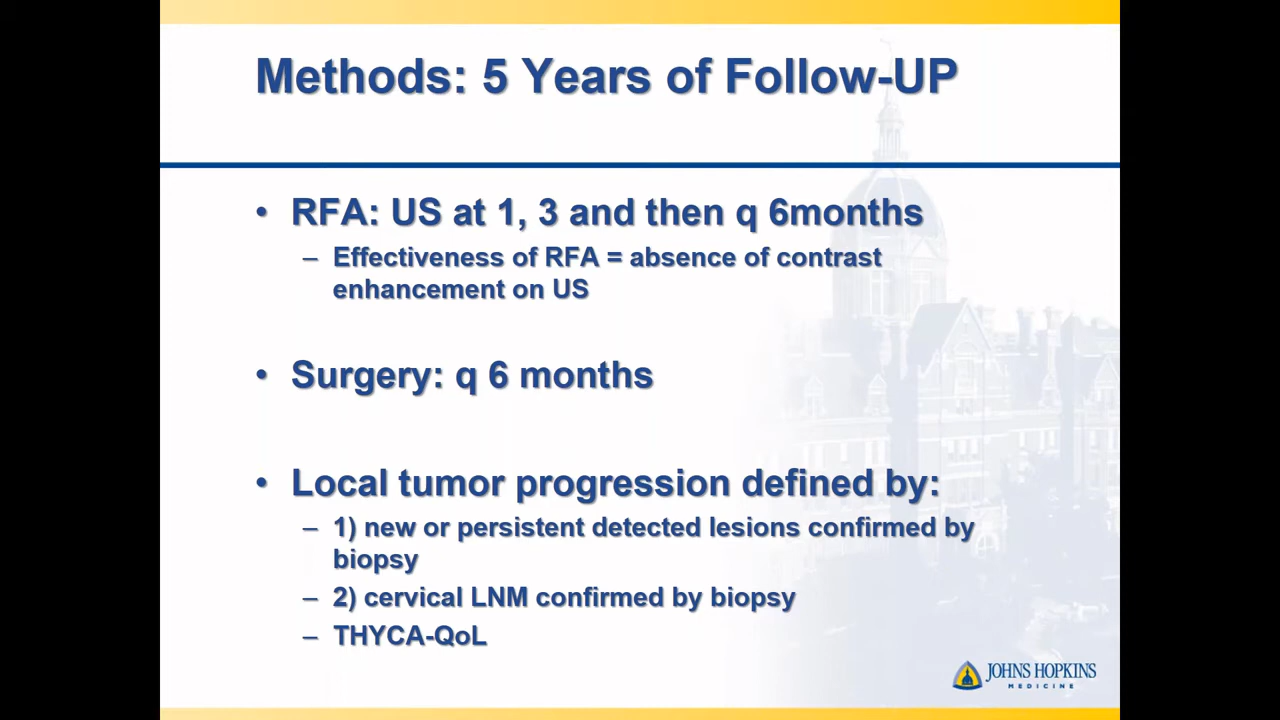 Methods: 5 Years of Follow-UP
• RFA: US at 1, 3 and then q 6months
– Effectiveness of RFA = absence of contrast
enhancement on US
• Surgery: q 6 months
• Local tumor progression defined by:
– 1) new or persistent detected lesions confirmed by
biopsy
– 2) cervical LNM confirmed by biopsy
– THYCA-QoL
JOHNS HOPKINS
MEDICINE